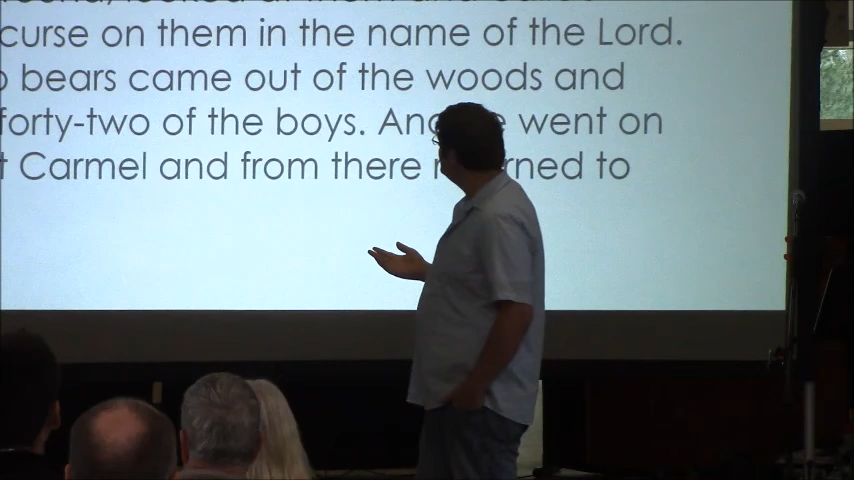 curse on them in the name of the Lord.
bears came out of the woods and
forty-two of the boys. And went on
Carmel and from there to